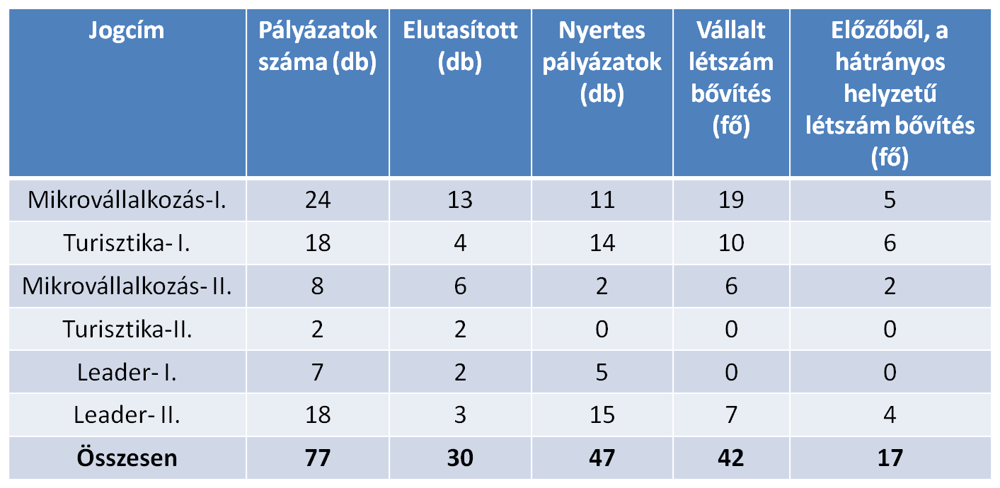 Jogcím Pályázatok száma (db) Elutasított (db) Nyertes pályázatok (db) Vállalt létszám bővítés (fő) Előzőből, a hátrányos helyzetű létszám bővítés (fő)
Mikrovállalkozás-I. 24 13 11 19 5
Turisztika- I. 18 4 14 10 6
Mikrovállalkozás- II. 8 6 2 6 2
Turisztika-II. 2 2 0 0 0
Leader- I. 7 2 5 0 0
Leader- II. 18 3 15 7 4
Összesen 77 30 47 42 17